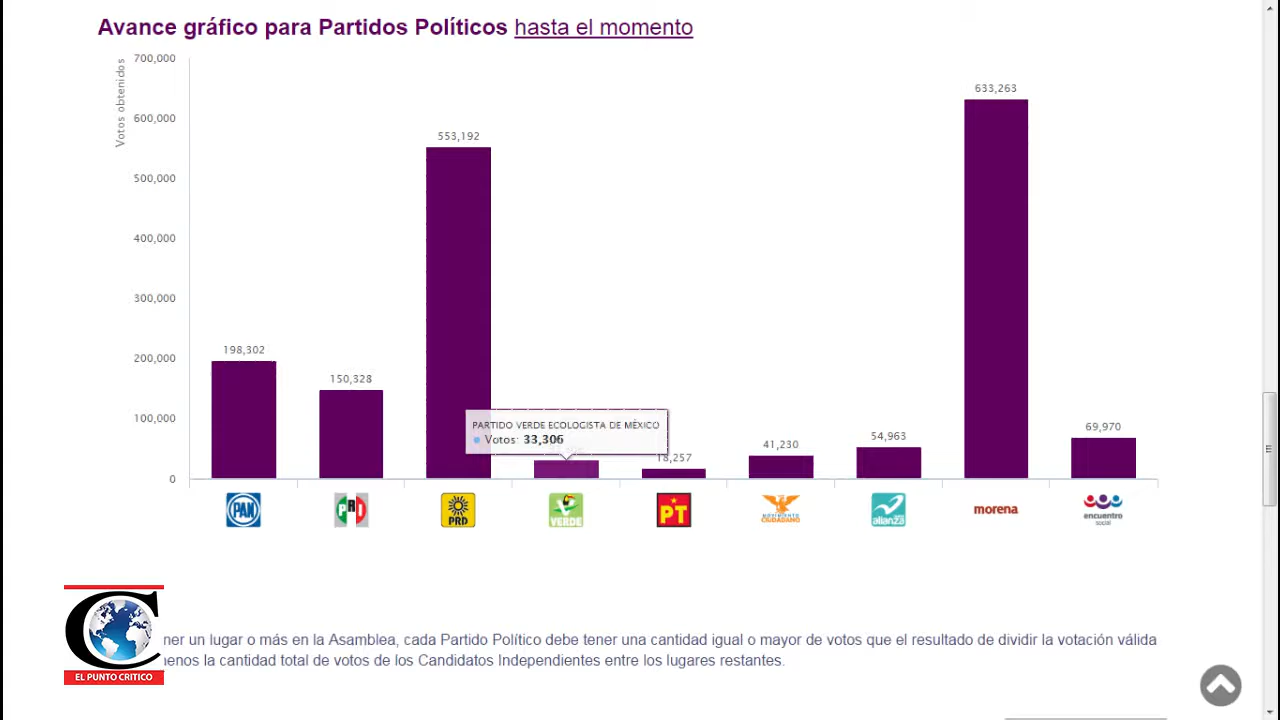 Avance gráfico para Partidos Políticos hasta el momento
Votos obtenidos
700,000
600,000
500,000
400,000
300,000
200,000
100,000
0
198,302
150,328
553,192
PARTIDO VERDE ECOLOGISTA DE MÉXICO
Votos: 33,306
18,257
41,230
54,963
633,263
69,970
PAN
PRI
PRD
VERDE
PT
MOVIMIENTO
CIUDADANO
alianza
morena
encuentro
social
C
EL PUNTO CRITICO
ner un lugar o más en la Asamblea, cada Partido Político debe tener una cantidad igual o mayor de votos que el resultado de dividir la votación válida
enos la cantidad total de votos de los Candidatos Independientes entre los lugares restantes.